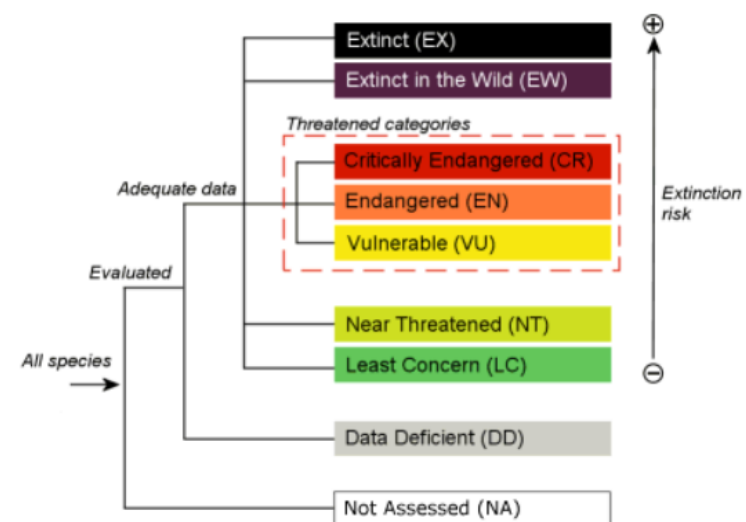 Extinct (EX)
Extinct in the Wild (EW)
Threatened categories
Critically Endangered (CR)
Adequate data
Endangered (EN)
Extinction
risk
Vulnerable (VU)
Evaluated
Near Threatened (NT)
All species
Least Concern (LC)
Data Deficient (DD)
Not Assessed (NA)